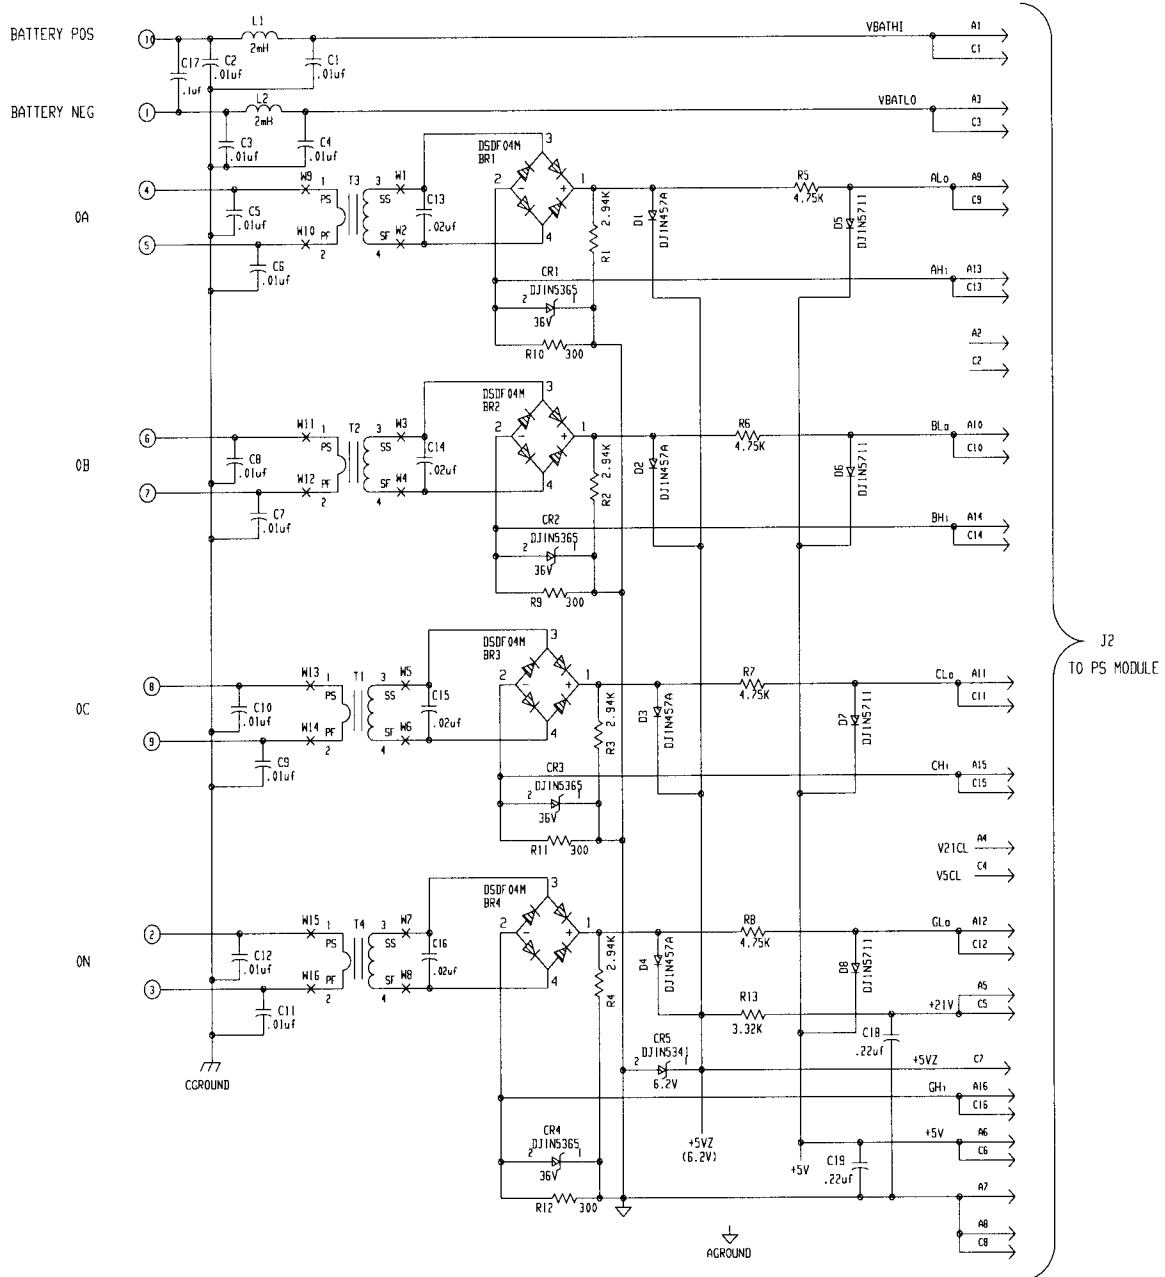 BATTERY POS
10
L1
2mH
C17
.1uf
C2
.01uf
C1
.01uf
VBATHI
A1
C1
BATTERY NEG
1
L2
2mH
C3
.01uf
C4
.01uf
VBATLO
A3
C3
0A
4
5
C5
.01uf
C6
.01uf
W9
W10
1
PS
PF
2
T3
3
SS
SF
4
W1
W2
C13
.02uf
DSDF04M
BR1
3
2
-
+
1
4
2.94K
R1
D1
DJ1N457A
R5
4.75K
D5
DJ1N5711
ALo
A9
C9
AHi
A13
C13
CR1
DJ1N5365
2
1
36V
R10
300
A2
C2
0B
6
7
C8
.01uf
C7
.01uf
W11
W12
1
PS
PF
2
T2
3
SS
SF
4
W3
W4
C14
.02uf
DSDF04M
BR2
3
2
-
+
1
4
2.94K
R2
D2
DJ1N457A
R6
4.75K
D6
DJ1N5711
BLo
A10
C10
BHi
A14
C14
CR2
DJ1N5365
2
1
36V
R9
300
J2
TO PS MODULE
0C
8
9
C10
.01uf
C9
.01uf
W13
W14
1
PS
PF
2
T1
3
SS
SF
4
W5
W6
C15
.02uf
DSDF04M
BR3
3
2
-
+
1
4
2.94K
R3
D3
DJ1N457A
R7
4.75K
D7
DJ1N5711
CLo
A11
C11
CHi
A15
C15
CR3
DJ1N5365
2
1
36V
R11
300
V21CL
A4
V5CL
C4
0N
2
3
C12
.01uf
C11
.01uf
W15
W16
1
PS
PF
2
T4
3
SS
SF
4
W7
W8
C16
.02uf
DSDF04M
BR4
3
2
-
+
1
4
2.94K
R4
D4
DJ1N457A
R8
4.75K
D8
DJ1N5711
GLo
A12
C12
R13
3.32K
+21V
A5
C5
C18
.22uf
CGROUND
CR5
DJ1N5341
2
1
6.2V
+5VZ
C7
GHi
A16
C16
CR4
DJ1N5365
2
1
36V
R12
300
+5VZ
(6.2V)
+5V
C19
.22uf
+5V
A6
C6
A7
A8
C8
AGROUND